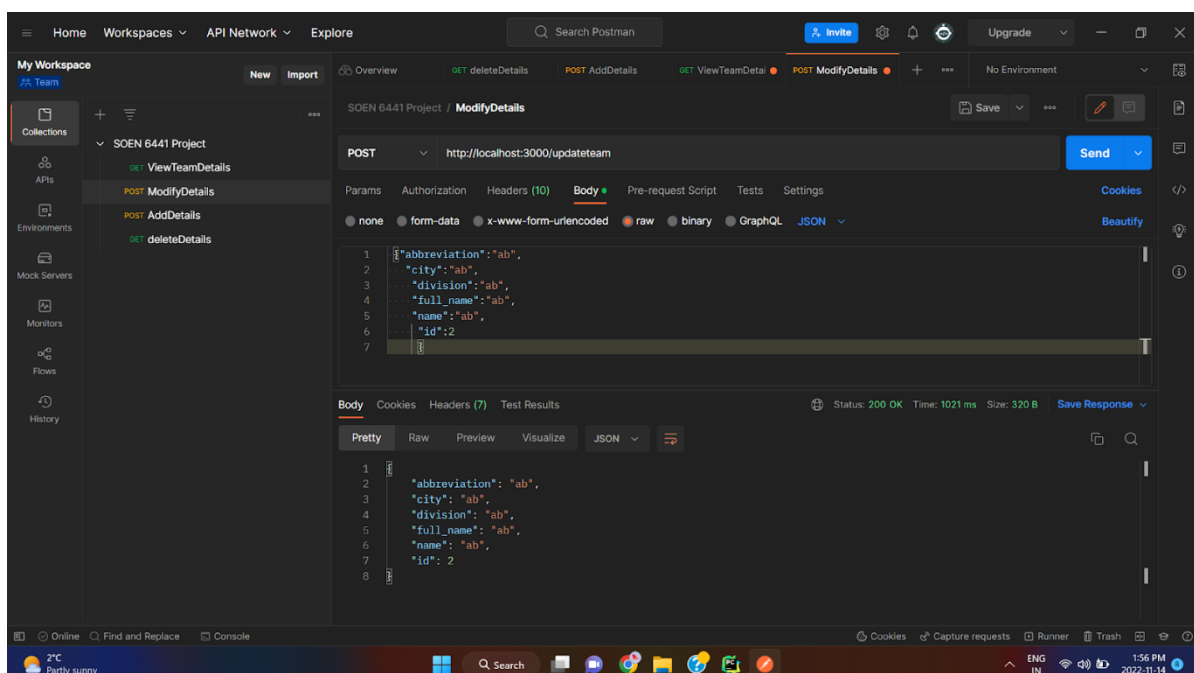 Home Workspaces API Network Explore Search Postman Invite Upgrade
My Workspace
Team
New Import
Overview GET deleteDetails POST AddDetails GET ViewTeamDetai POST ModifyDetails + No Environment
SOEN 6441 Project / ModifyDetails Save
Collections
APIs
Environments
Mock Servers
Monitors
Flows
History
SOEN 6441 Project
GET ViewTeamDetails
POST ModifyDetails
POST AddDetails
GET deleteDetails
POST http://localhost:3000/updateteam Send
Params Authorization Headers (10) Body Pre-request Script Tests Settings Cookies
none form-data x-www-form-urlencoded raw binary GraphQL JSON Beautify
1 {"abbreviation":"ab",
2 "city":"ab",
3 "division":"ab",
4 "full_name":"ab",
5 "name":"ab",
6 "id":2
7 }
Body Cookies Headers (7) Test Results Status: 200 OK Time: 1021 ms Size: 320 B Save Response
Pretty Raw Preview Visualize JSON
1 {
2 "abbreviation": "ab",
3 "city": "ab",
4 "division": "ab",
5 "full_name": "ab",
6 "name": "ab",
7 "id": 2
8 }
Online Find and Replace Console Cookies Capture requests Runner Trash
2°C
Partly sunny
Search
ENG
IN
1:56 PM
2022-11-14